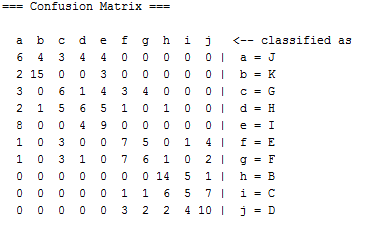 === Confusion Matrix ===
a b c d e f g h i j <-- classified as
6 4 3 4 4 0 0 0 0 0 | a = J
2 15 0 0 3 0 0 0 0 0 | b = K
3 0 6 1 4 3 4 0 0 0 | c = G
2 1 5 6 5 1 0 1 0 0 | d = H
8 0 0 4 9 0 0 0 0 0 | e = I
1 0 3 0 0 7 5 0 1 4 | f = E
1 0 3 1 0 7 6 1 0 2 | g = F
0 0 0 0 0 0 0 14 5 1 | h = B
0 0 0 0 0 1 1 6 5 7 | i = C
0 0 0 0 0 3 2 2 4 10 | j = D